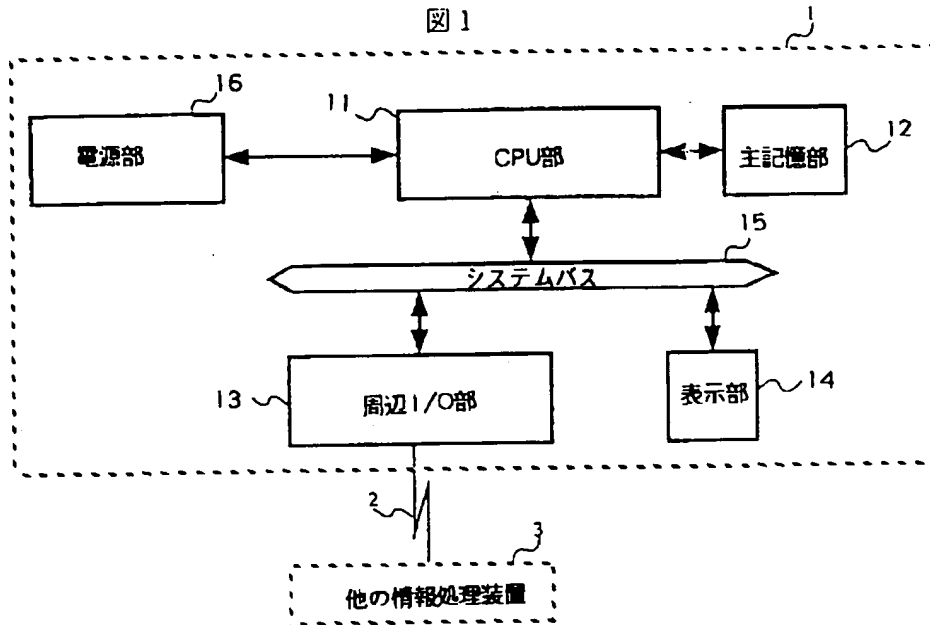 図1
1
16
電源部
11
CPU部
主記憶部
12
15
システムバス
13
周辺I/O部
表示部
14
2
3
他の情報処理装置